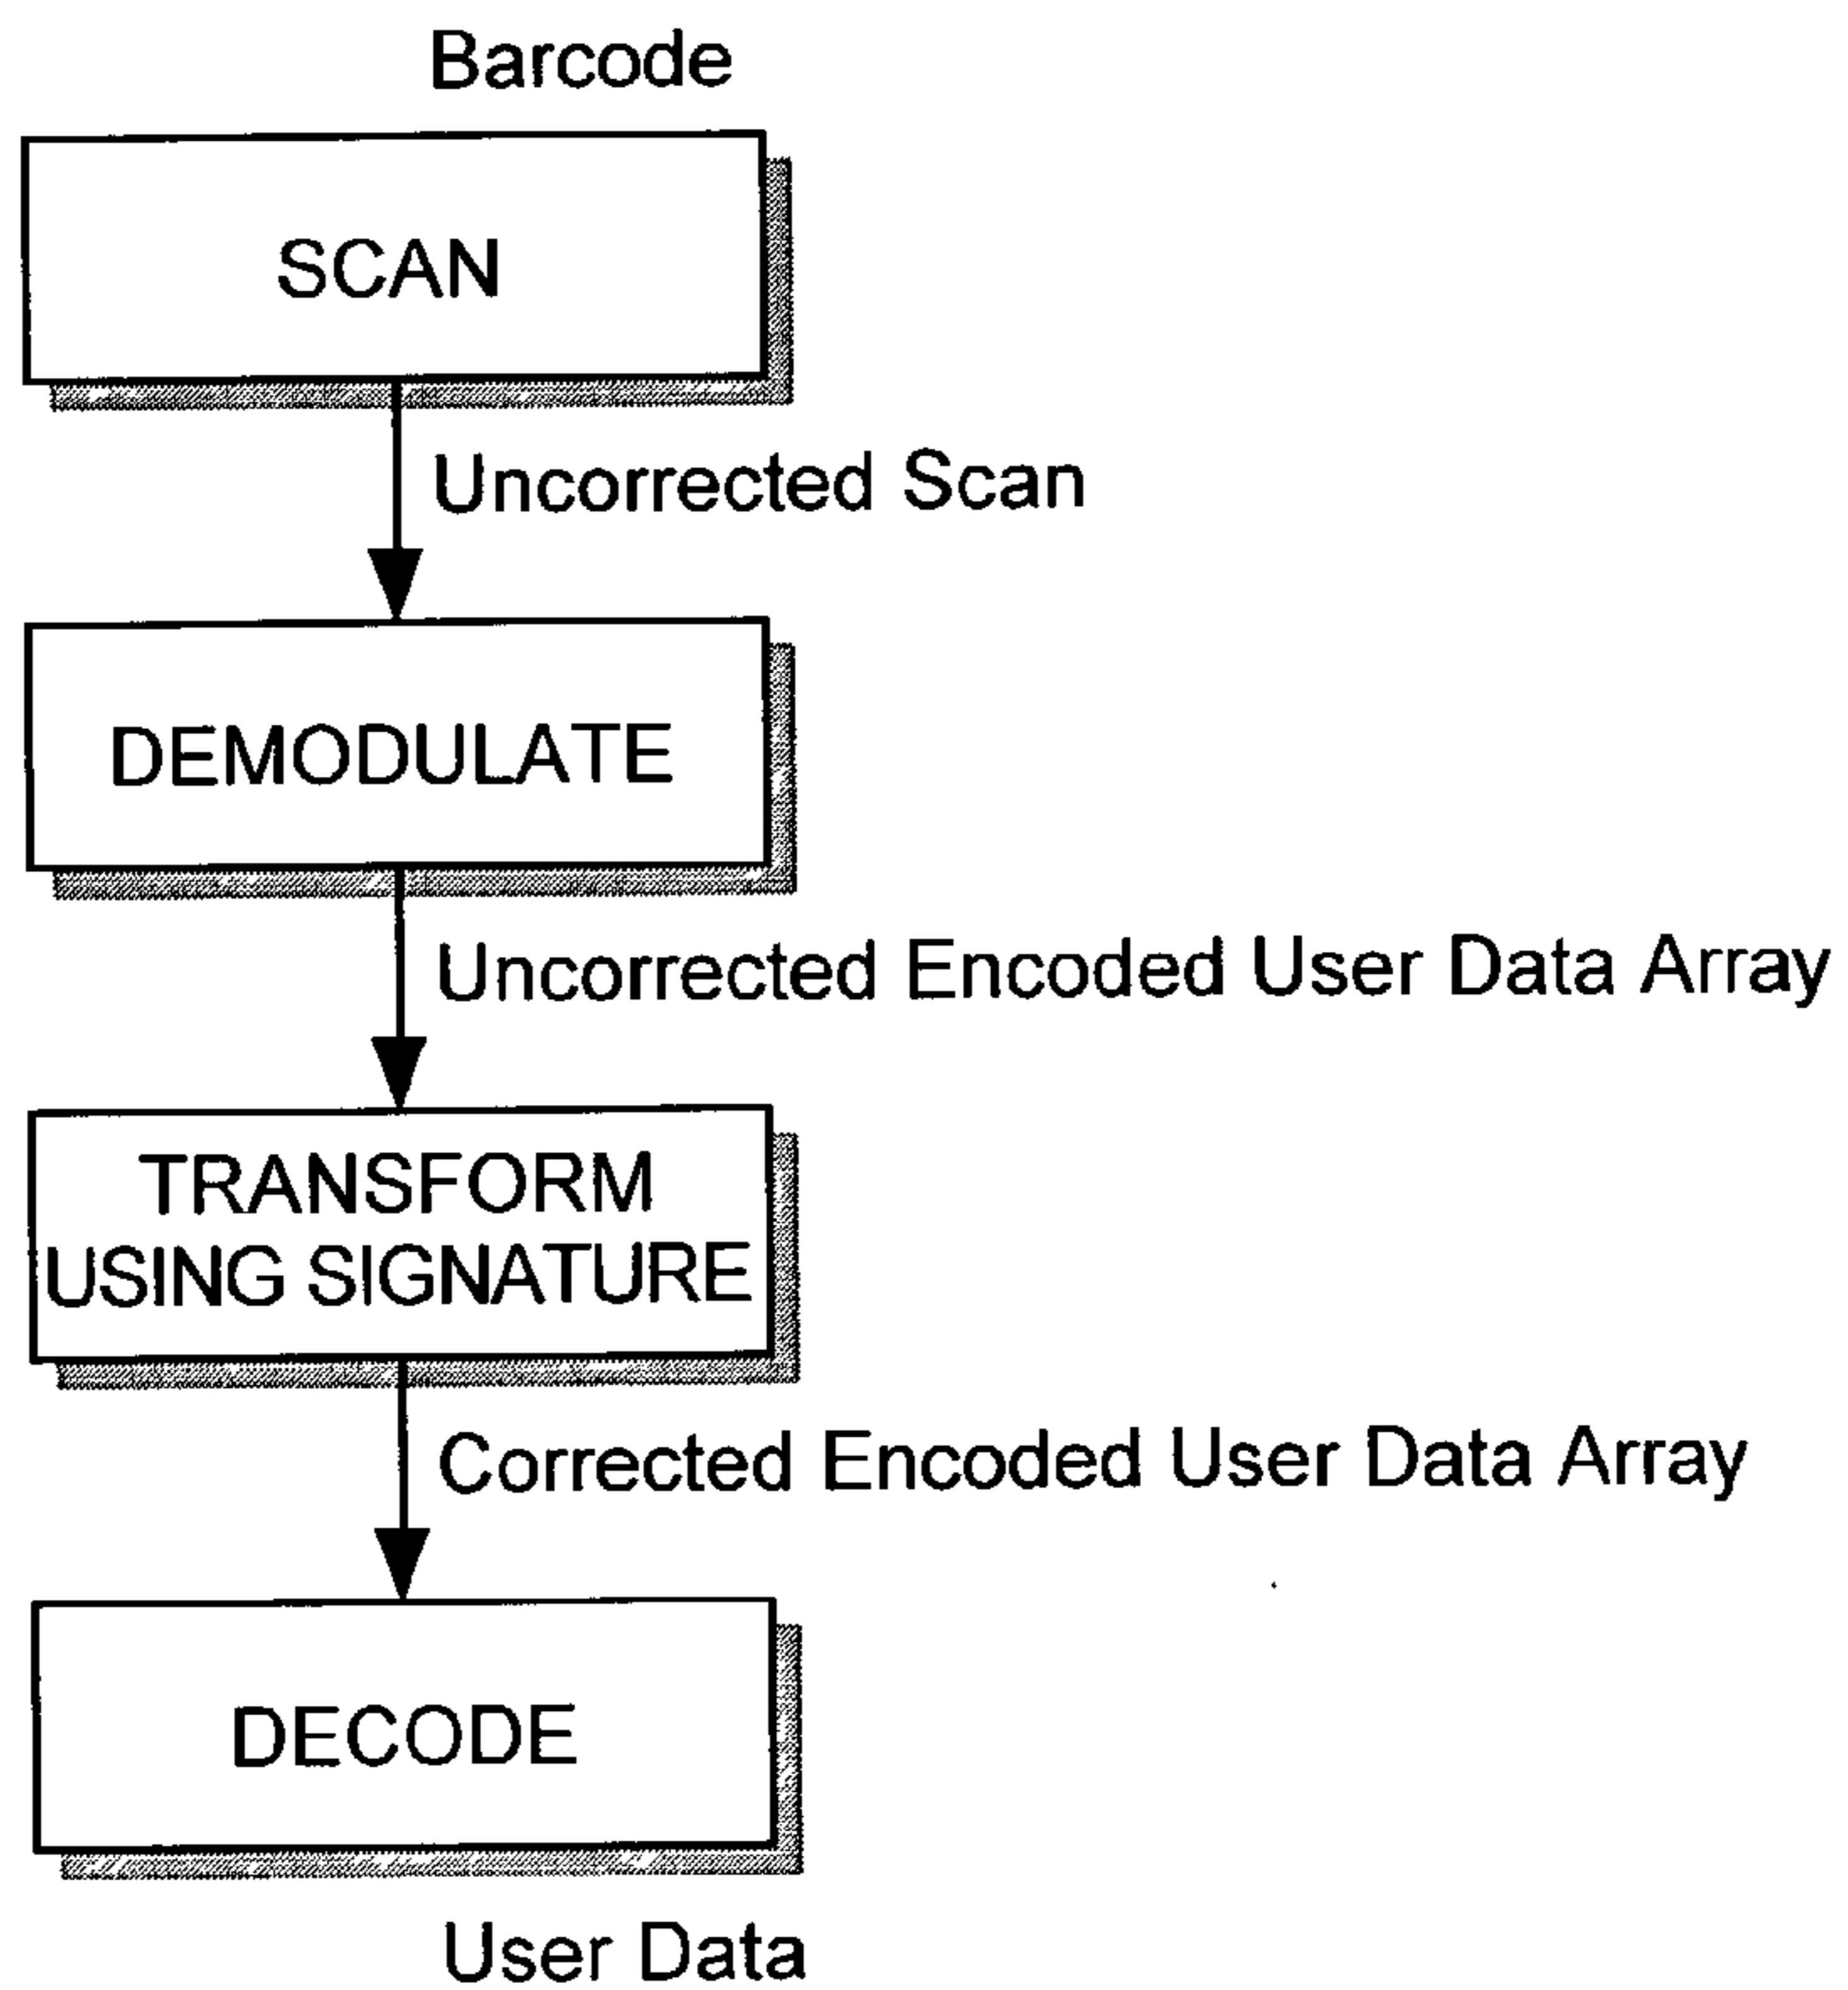 Barcode
SCAN
Uncorrected Scan
DEMODULATE
Uncorrected Encoded User Data Array
TRANSFORM
USING SIGNATURE
Corrected Encoded User Data Array
DECODE
User Data